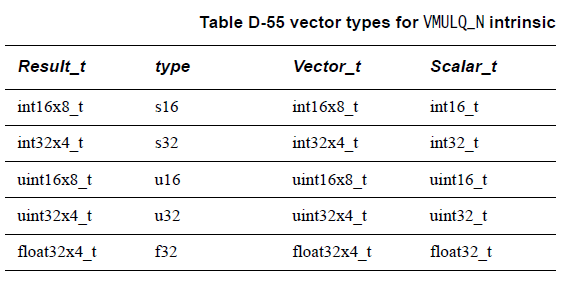 Table D-55 vector types for VMULQ_N intrinsic
Result_t type Vector_t Scalar_t
int16x8_t s16 int16x8_t int16_t
int32x4_t s32 int32x4_t int32_t
uint16x8_t u16 uint16x8_t uint16_t
uint32x4_t u32 uint32x4_t uint32_t
float32x4_t f32 float32x4_t float32_t